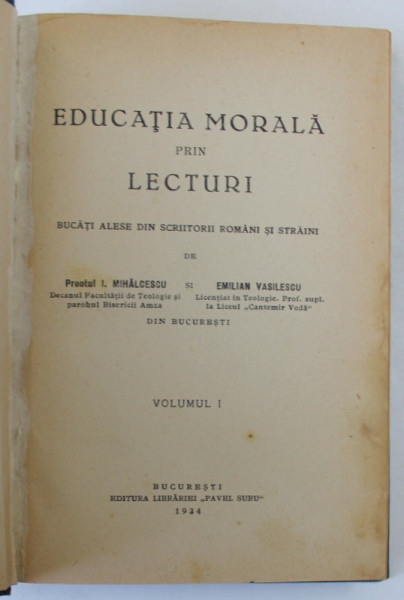 EDUCAŢIA MORALĂ
PRIN
LECTURI
BUCĂŢI ALESE DIN SCRIITORII ROMÂNI ŞI STRĂINI
DE
Preotul I. MIHĂLCESCU ŞI EMILIAN VASILESCU
Decanul Facultăţii de Teologie şi Licenţiat în Teologie. Prof. supl.
parohul Bisericii Amza la Liceul „Cantemir Vodă"
DIN BUCUREŞTI
VOLUMUL I
BUCUREŞTI
EDITURA LIBRĂRIEI „PAVEL SURU"
1934